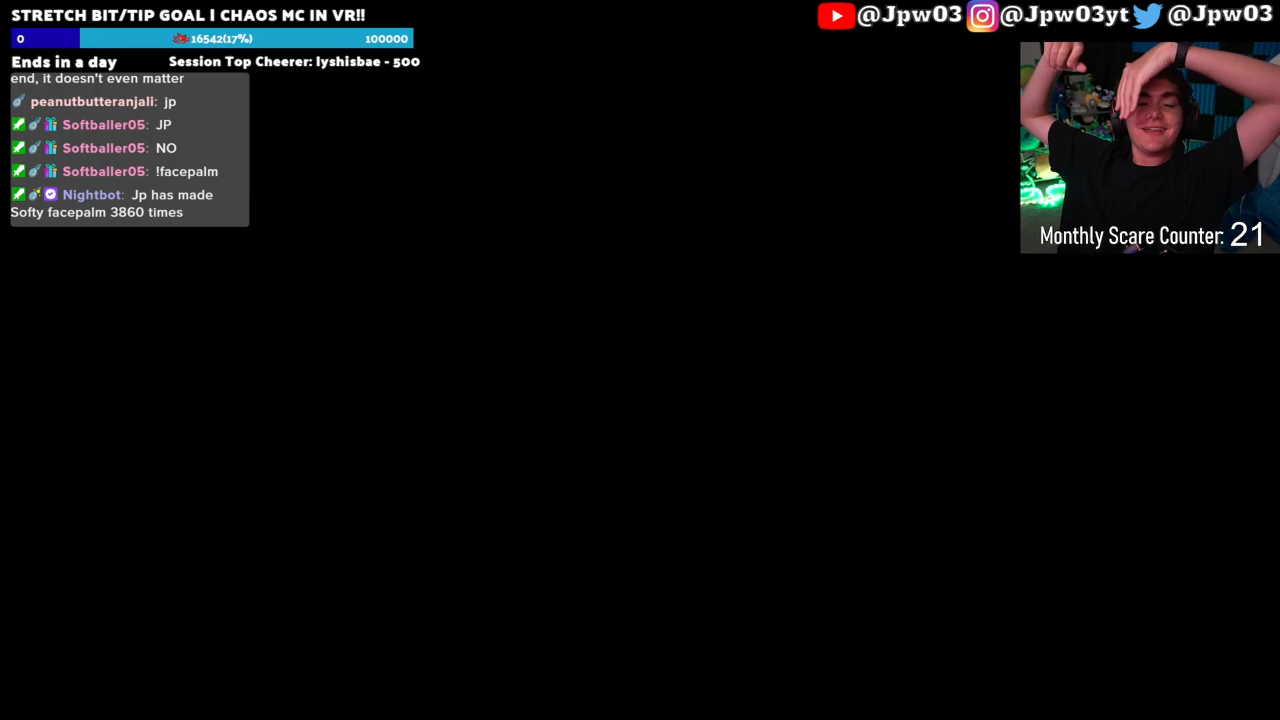 STRETCH BIT/TIP GOAL I CHAOS MC IN VR!!
0 16542(17%) 100000
Ends in a day Session Top Cheerer: lyshisbae - 500
end, it doesn't even matter
peanutbutteranjali: jp
Softballer05: JP
Softballer05: NO
Softballer05: !facepalm
Nightbot: Jp has made
Softy facepalm 3860 times
@Jpw03 @Jpw03yt @Jpw03
Monthly Scare Counter: 21